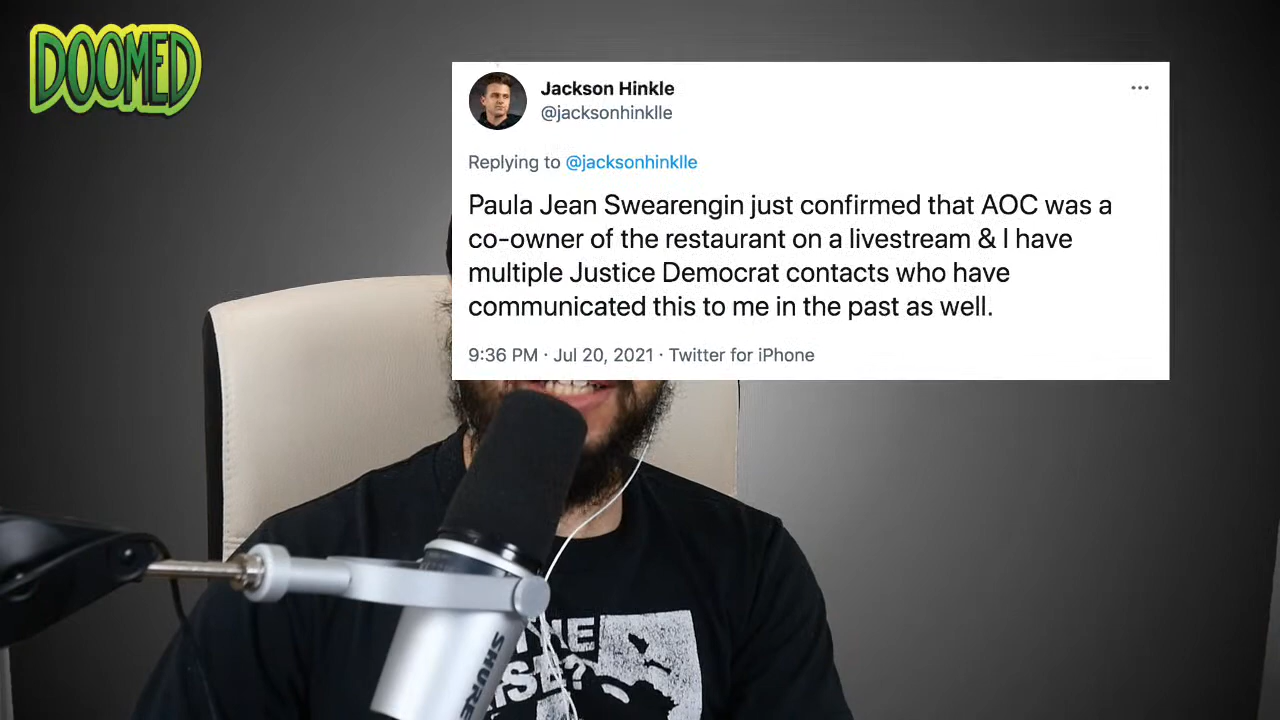 DOOMED
Jackson Hinkle
@jacksonhinklle
Replying to @jacksonhinklle
Paula Jean Swearengin just confirmed that AOC was a
co-owner of the restaurant on a livestream & I have
multiple Justice Democrat contacts who have
communicated this to me in the past as well.
9:36 PM · Jul 20, 2021 · Twitter for iPhone
SHURE